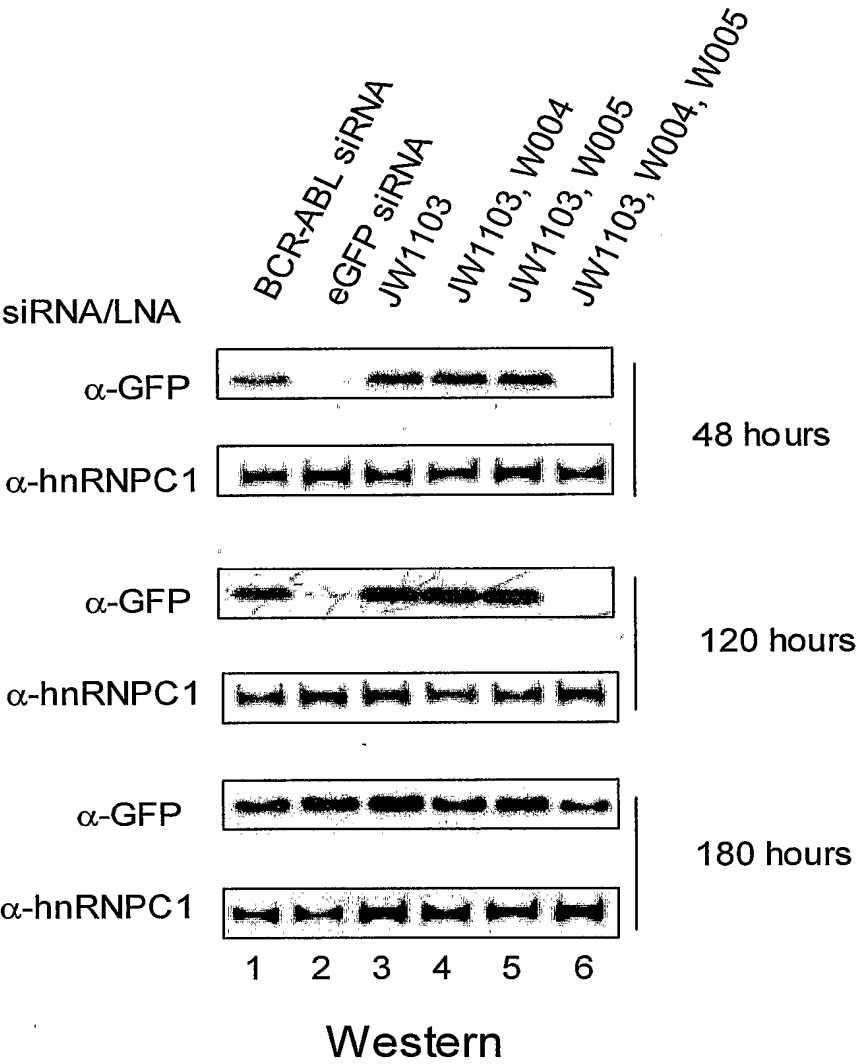 BCR-ABL siRNA
eGFP siRNA
JW1103
JW1103, W004
JW1103, W005
JW1103, W004, W005
siRNA/LNA
α-GFP
48 hours
α-hnRNPC1
α-GFP
120 hours
α-hnRNPC1
α-GFP
180 hours
α-hnRNPC1
1 2 3 4 5 6
Western